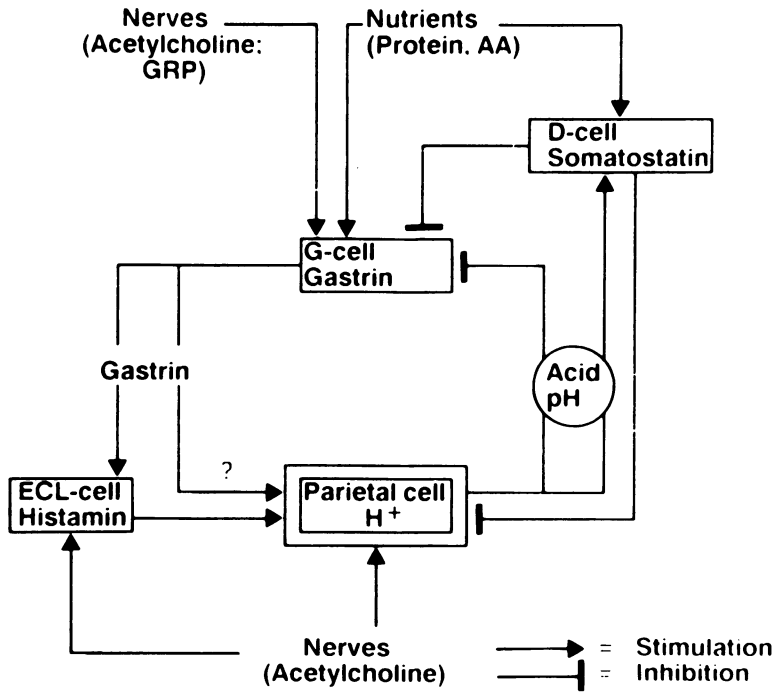 Nerves
(Acetylcholine:
GRP)
Nutrients
(Protein. AA)
D-cell
Somatostatin
G-cell
Gastrin
Gastrin
Acid
pH
?
ECL-cell
Histamin
Parietal cell
H+
Nerves
(Acetylcholine)
= Stimulation
= Inhibition